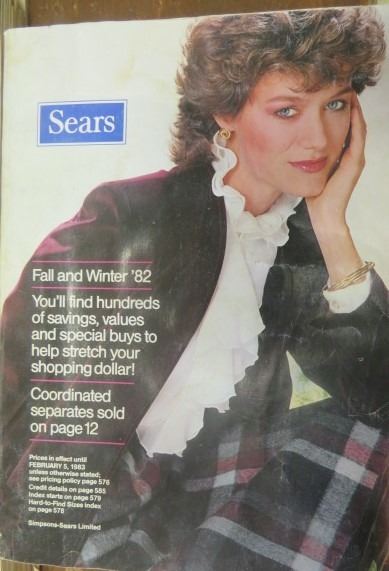 Sears
Fall and Winter '82
You'll find hundreds
of savings, values
and special buys to
help stretch your
shopping dollar!
Coordinated
separates sold
on page 12
Prices in effect until
FEBRUARY 5, 1983
unless otherwise stated;
see pricing policy page 576
Credit details on page 585
Index starts on page 579
Hard-to-Find Sizes index
on page 578
Simpsons-Sears Limited